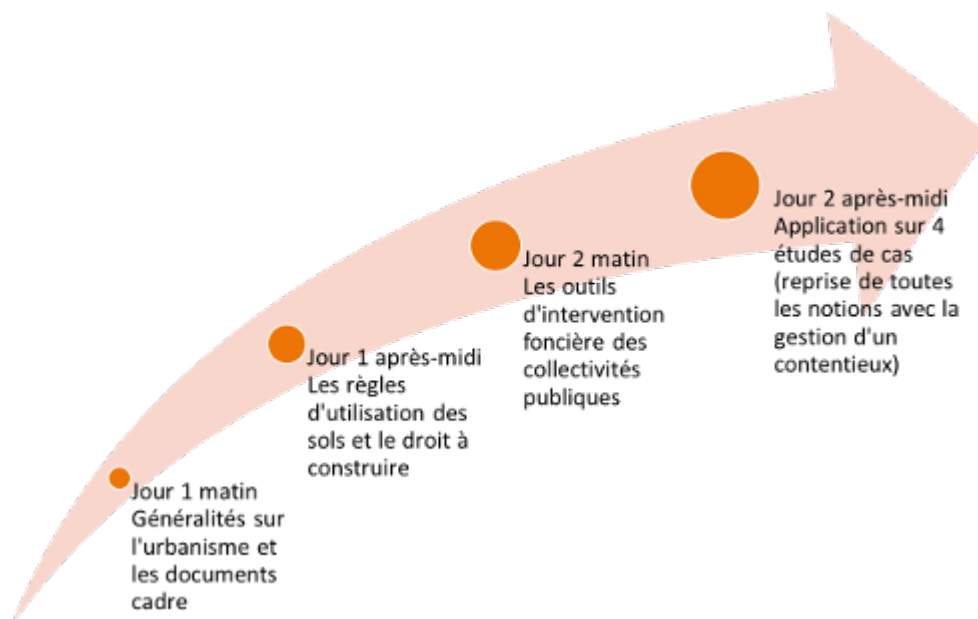 Jour 1 matin
Généralités sur
l'urbanisme et
les documents
cadre
Jour 1 après-midi
Les règles
d'utilisation des
sols et le droit à
construire
Jour 2 matin
Les outils
d'intervention
foncière des
collectivités
publiques
Jour 2 après-midi
Application sur 4
études de cas
(reprise de toutes
les notions avec la
gestion d'un
contentieux)